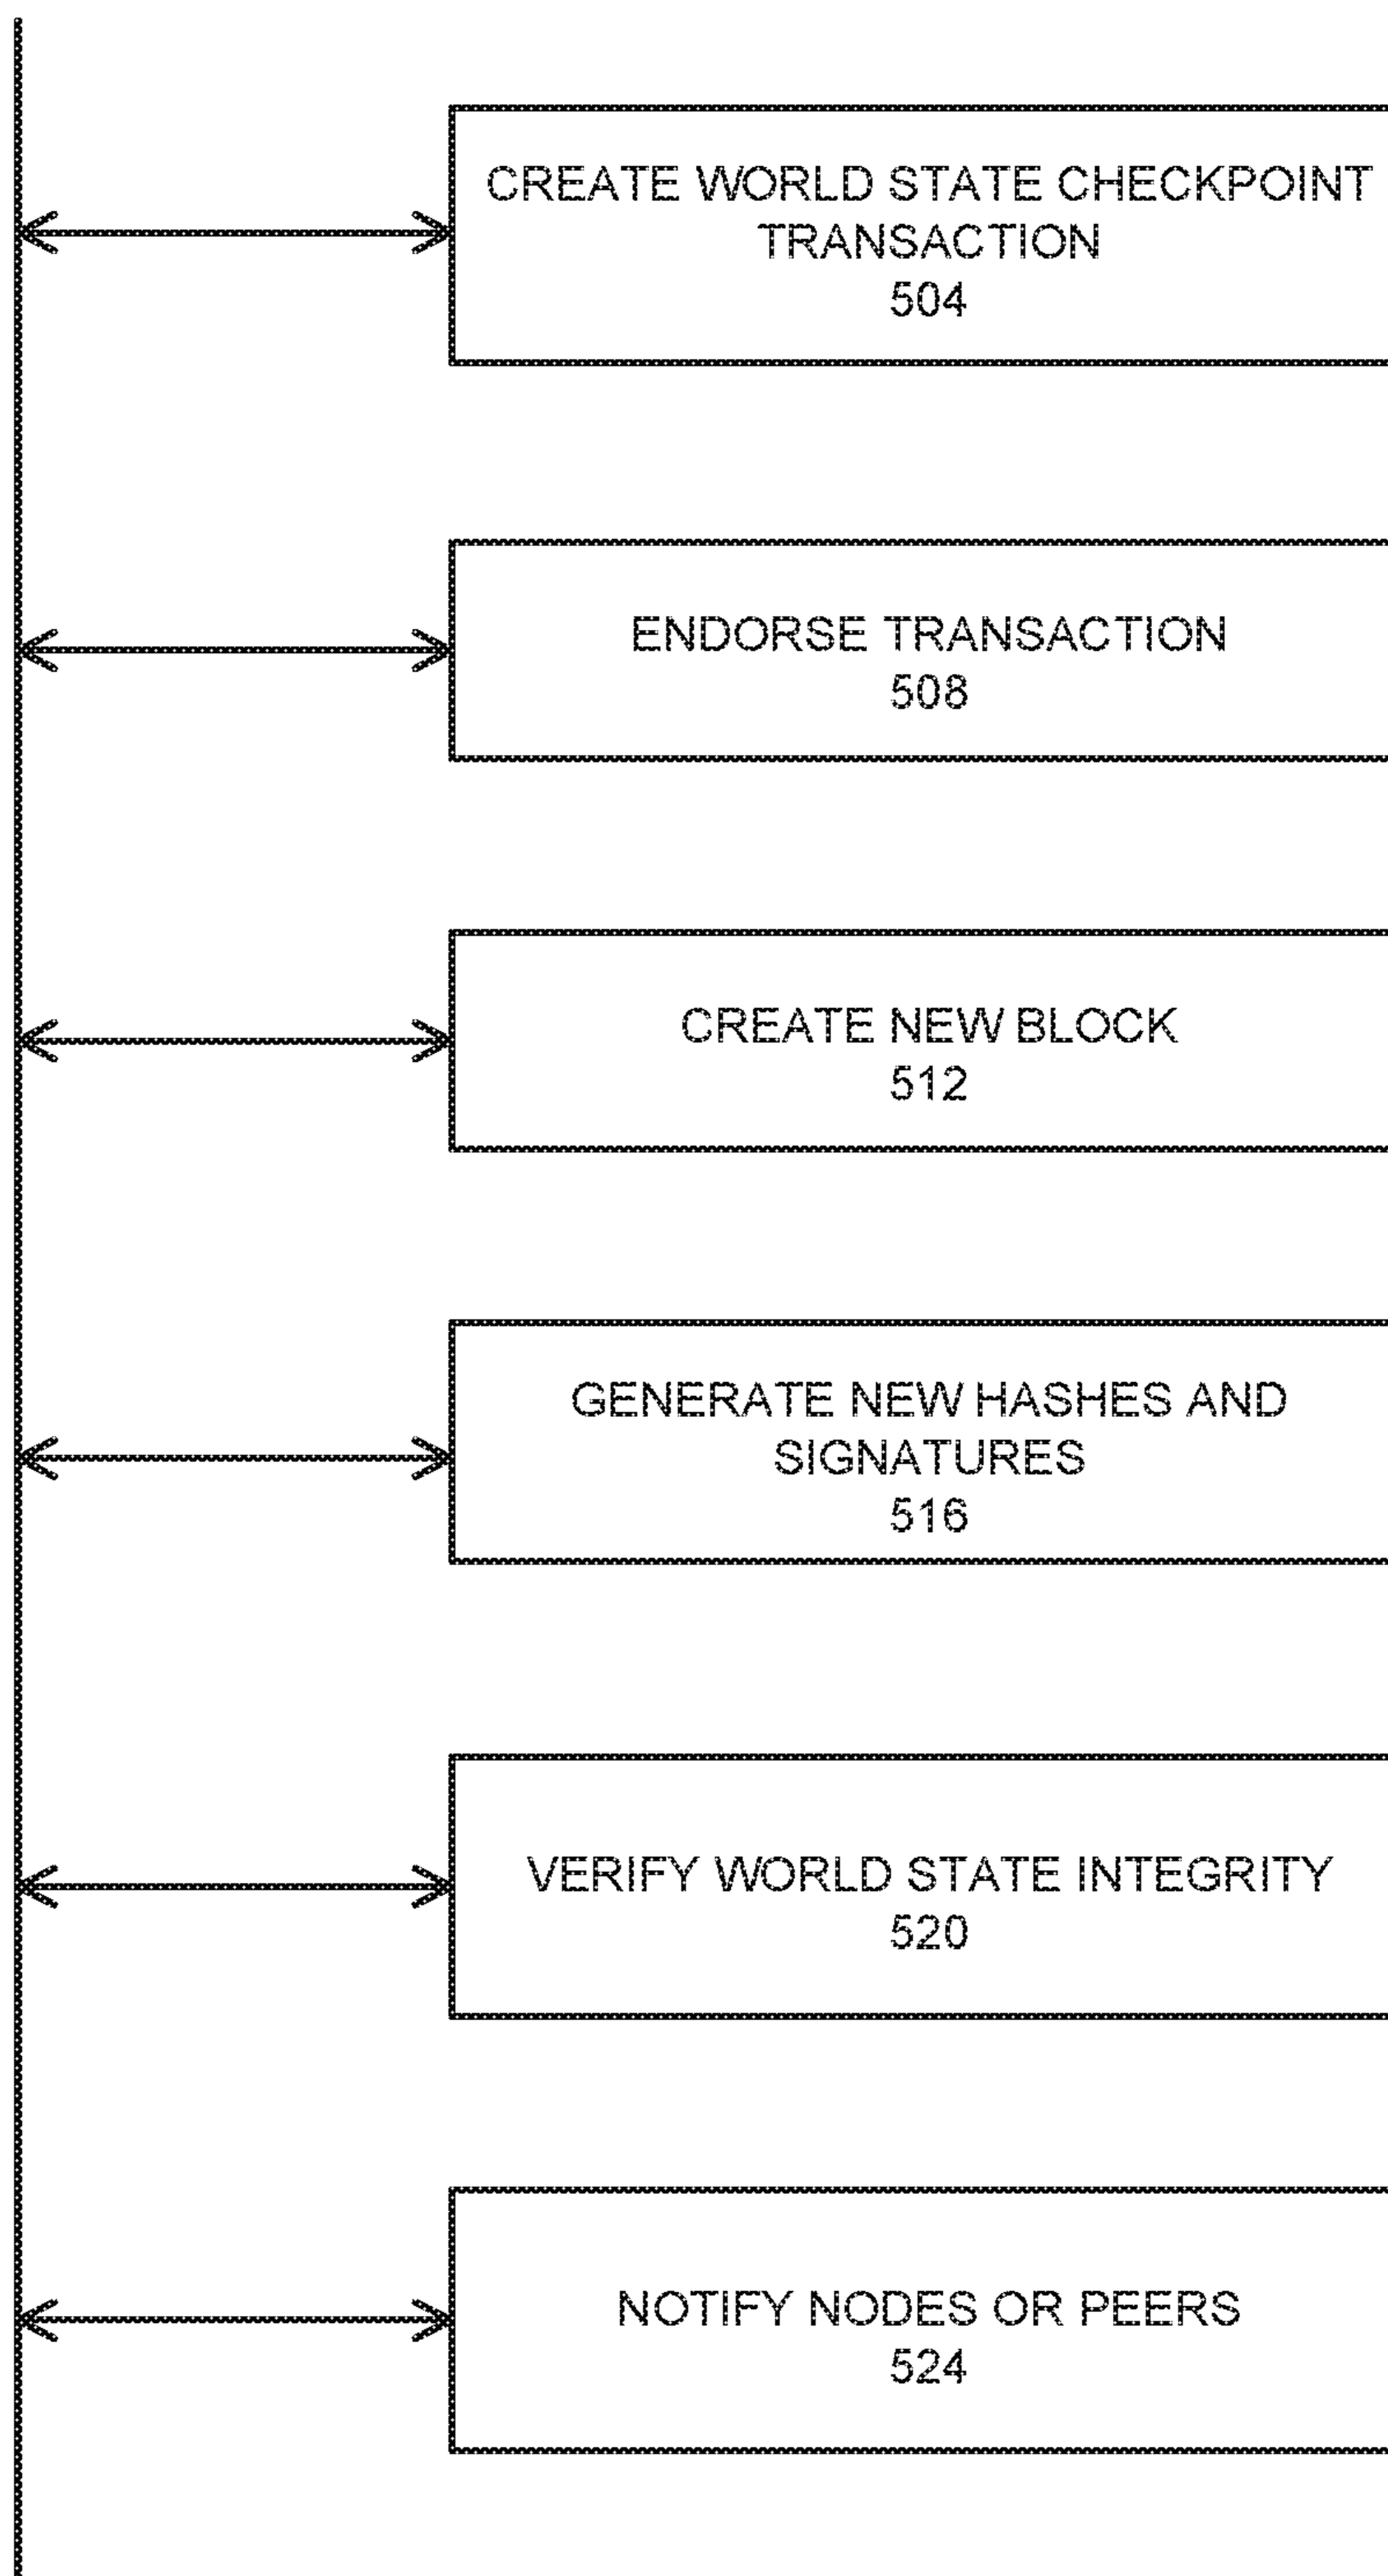 CREATE WORLD STATE CHECKPOINT
TRANSACTION
504
ENDORSE TRANSACTION
508
CREATE NEW BLOCK
512
GENERATE NEW HASHES AND
SIGNATURES
516
VERIFY WORLD STATE INTEGRITY
520
NOTIFY NODES OR PEERS
524